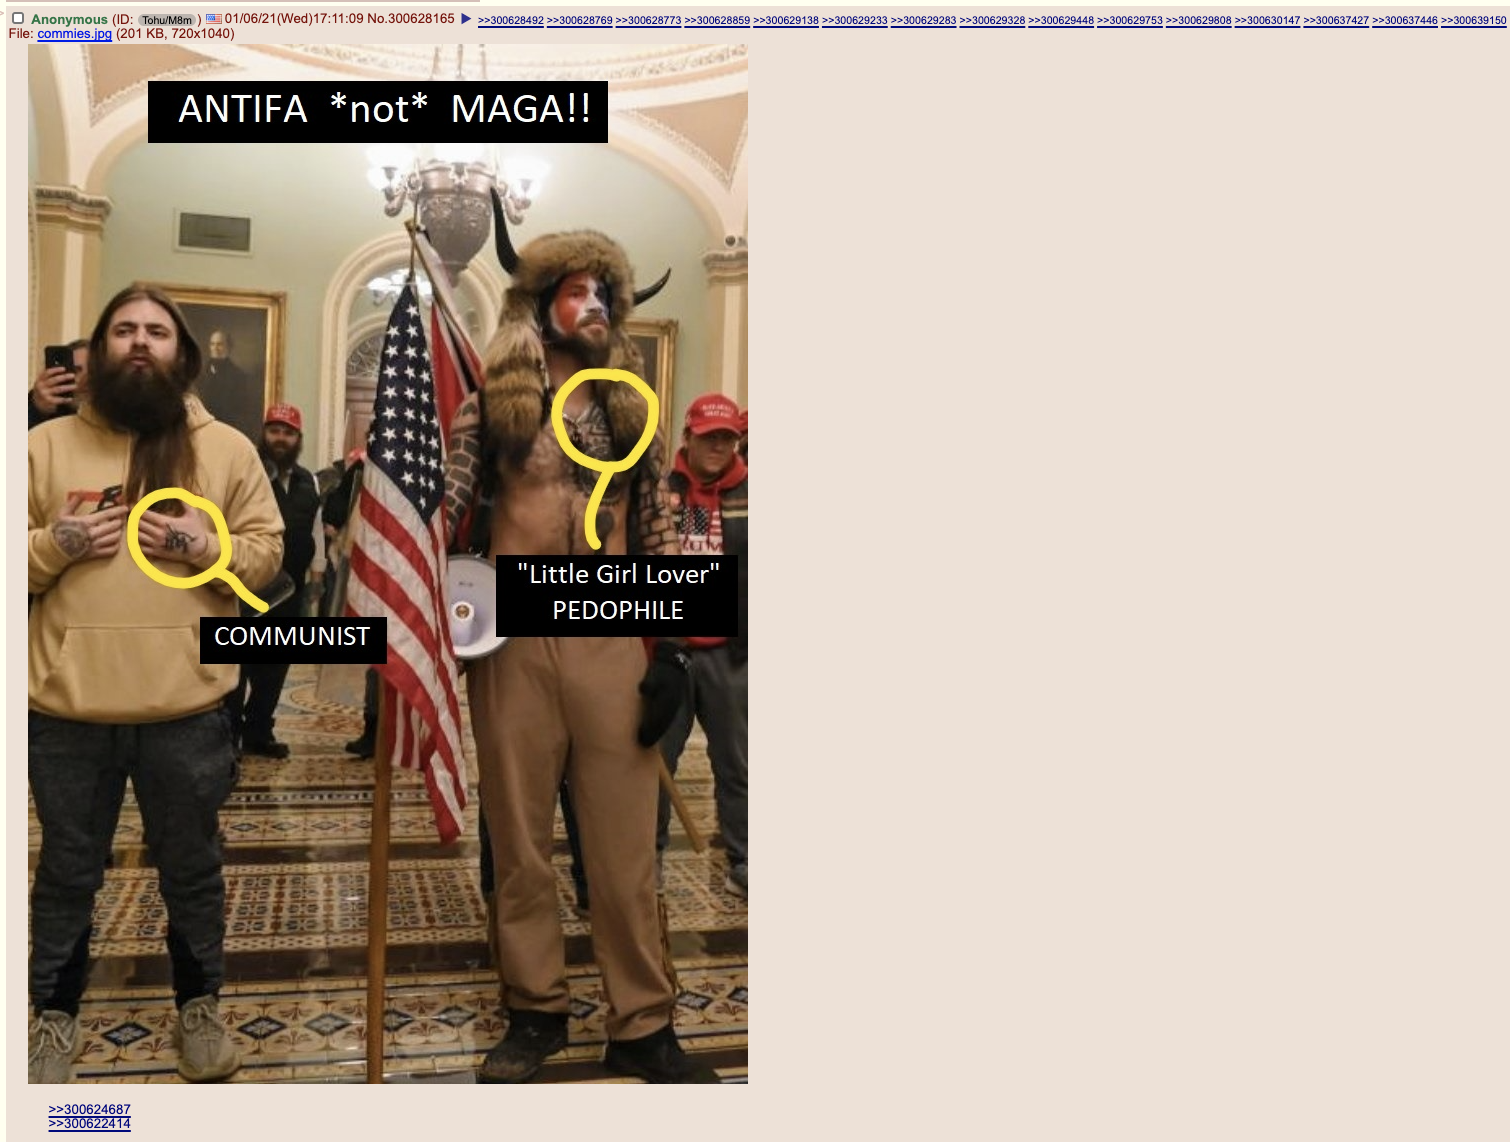 Anonymous (ID: Tohu/M8m) 01/06/21(Wed)17:11:09 No.300628165 ▶ >>300628492 >>300628769 >>300628773 >>300628859 >>300629138 >>300629233 >>300629283 >>300629328 >>300629448 >>300629753 >>300629808 >>300630147 >>300637427 >>300637446 >>300639150
File: commies.jpg (201 KB, 720x1040)
ANTIFA *not* MAGA!!
"Little Girl Lover"
PEDOPHILE
COMMUNIST
>>300624687
>>300622414